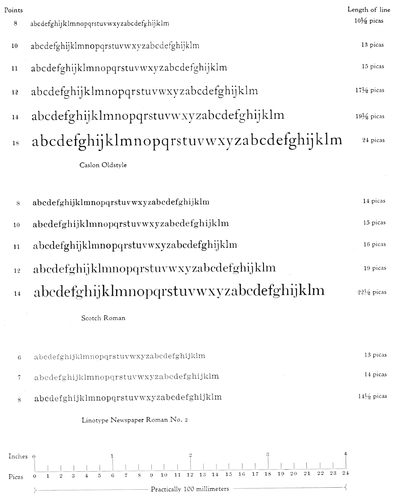 Points Length of line
8 abcdefghijklmnopqrstuvwxyzabcdefghijklm 10½ picas
10 abcdefghijklmnopqrstuvwxyzabcdefghijklm 13 picas
11 abcdefghijklmnopqrstuvwxyzabcdefghijklm 15 picas
12 abcdefghijklmnopqrstuvwxyzabcdefghijklm 17½ picas
14 abcdefghijklmnopqrstuvwxyzabcdefghijklm 19½ picas
18 abcdefghijklmnopqrstuvwxyzabcdefghijklm 24 picas
Caslon Oldstyle
8 abcdefghijklmnopqrstuvwxyzabcdefghijklm 14 picas
10 abcdefghijklmnopqrstuvwxyzabcdefghijklm 15 picas
11 abcdefghijklmnopqrstuvwxyzabcdefghijklm 16 picas
12 abcdefghijklmnopqrstuvwxyzabcdefghijklm 19 picas
14 abcdefghijklmnopqrstuvwxyzabcdefghijklm 22½ picas
Scotch Roman
6 abcdefghijklmnopqrstuvwxyzabcdefghijklm 13 picas
7 abcdefghijklmnopqrstuvwxyzabcdefghijklm 14 picas
8 abcdefghijklmnopqrstuvwxyzabcdefghijklm 14½ picas
Linotype Newspaper Roman No. 2
Inches 0 1 2 3 4
Picas 0 1 2 3 4 5 6 7 8 9 10 11 12 13 14 15 16 17 18 19 20 21 22 23 24
Practically 100 millimeters